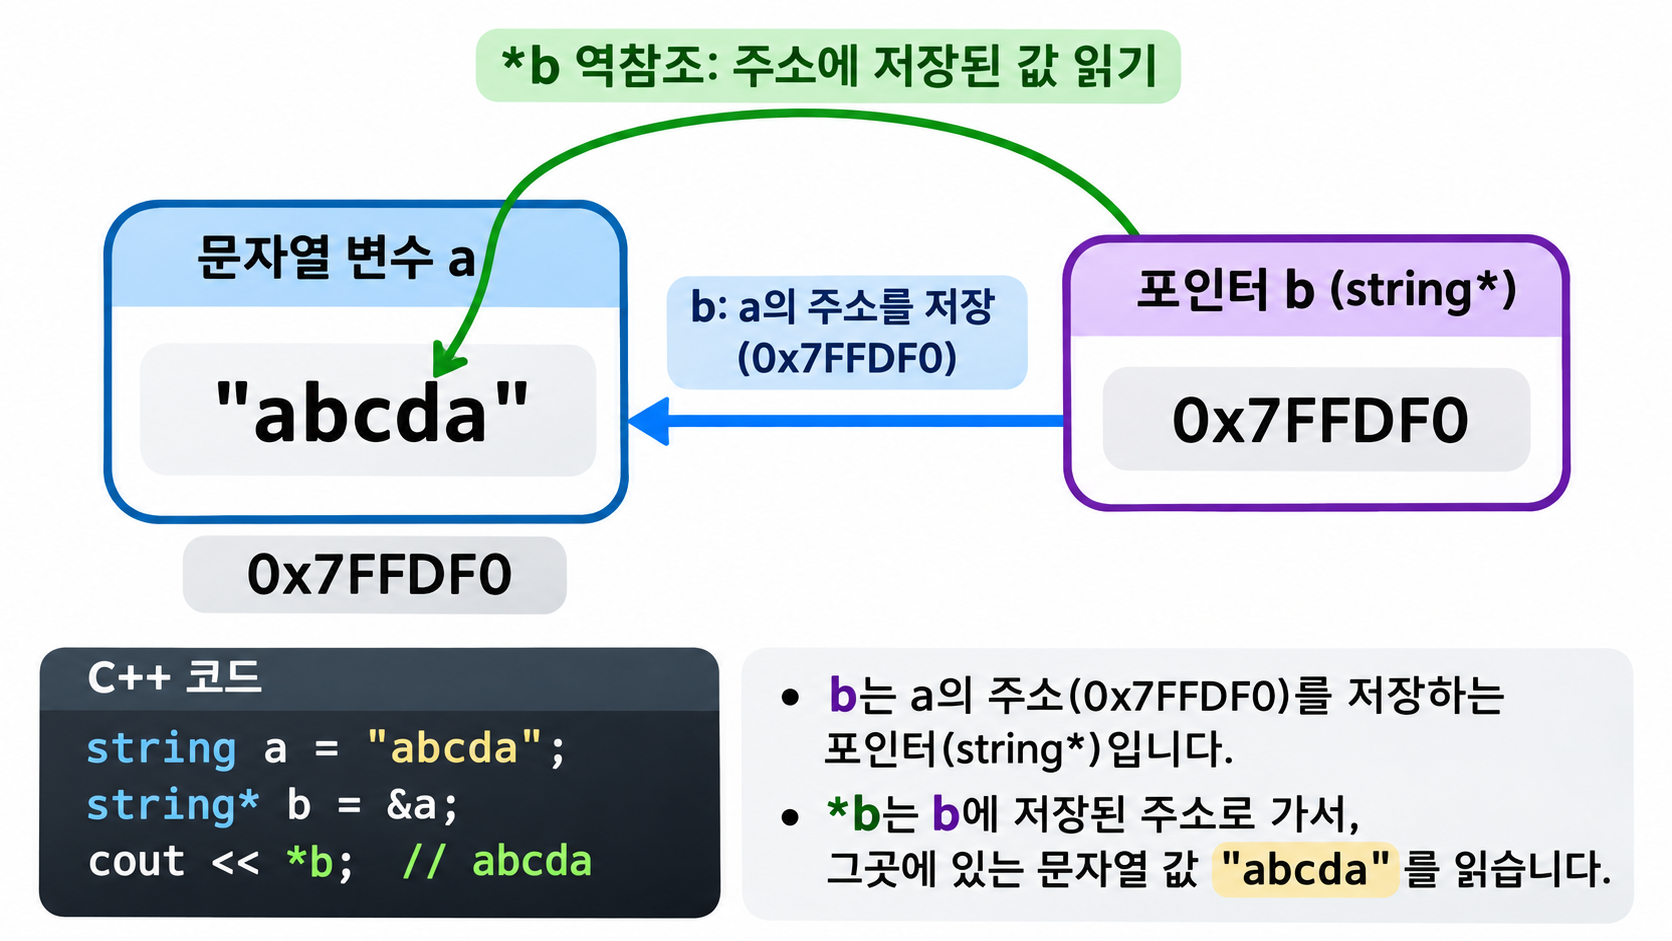 *b 역참조: 주소에 저장된 값 읽기
문자열 변수 a
"abcda"
0x7FFDF0
b: a의 주소를 저장
(0x7FFDF0)
포인터 b (string*)
0x7FFDF0
C++ 코드
string a = "abcda";
string* b = &a;
cout << *b;  // abcda
• b는 a의 주소(0x7FFDF0)를 저장하는
포인터(string*)입니다.
• *b는 b에 저장된 주소로 가서,
그곳에 있는 문자열 값 "abcda"를 읽습니다.